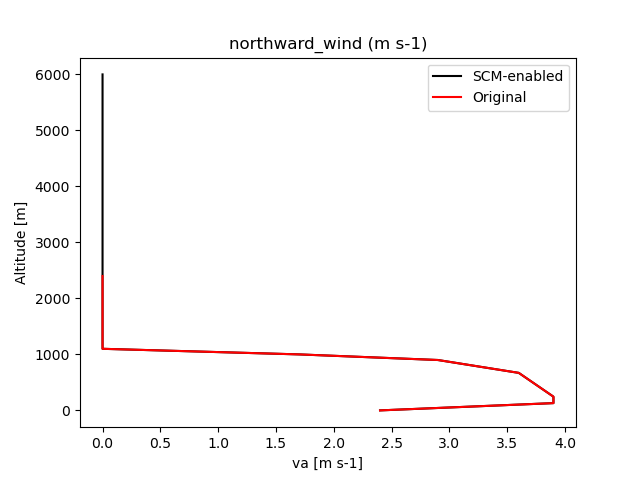 northward_wind (m s-1)
SCM-enabled
Original
Altitude [m]
6000
5000
4000
3000
2000
1000
0
0.0 0.5 1.0 1.5 2.0 2.5 3.0 3.5 4.0
va [m s-1]